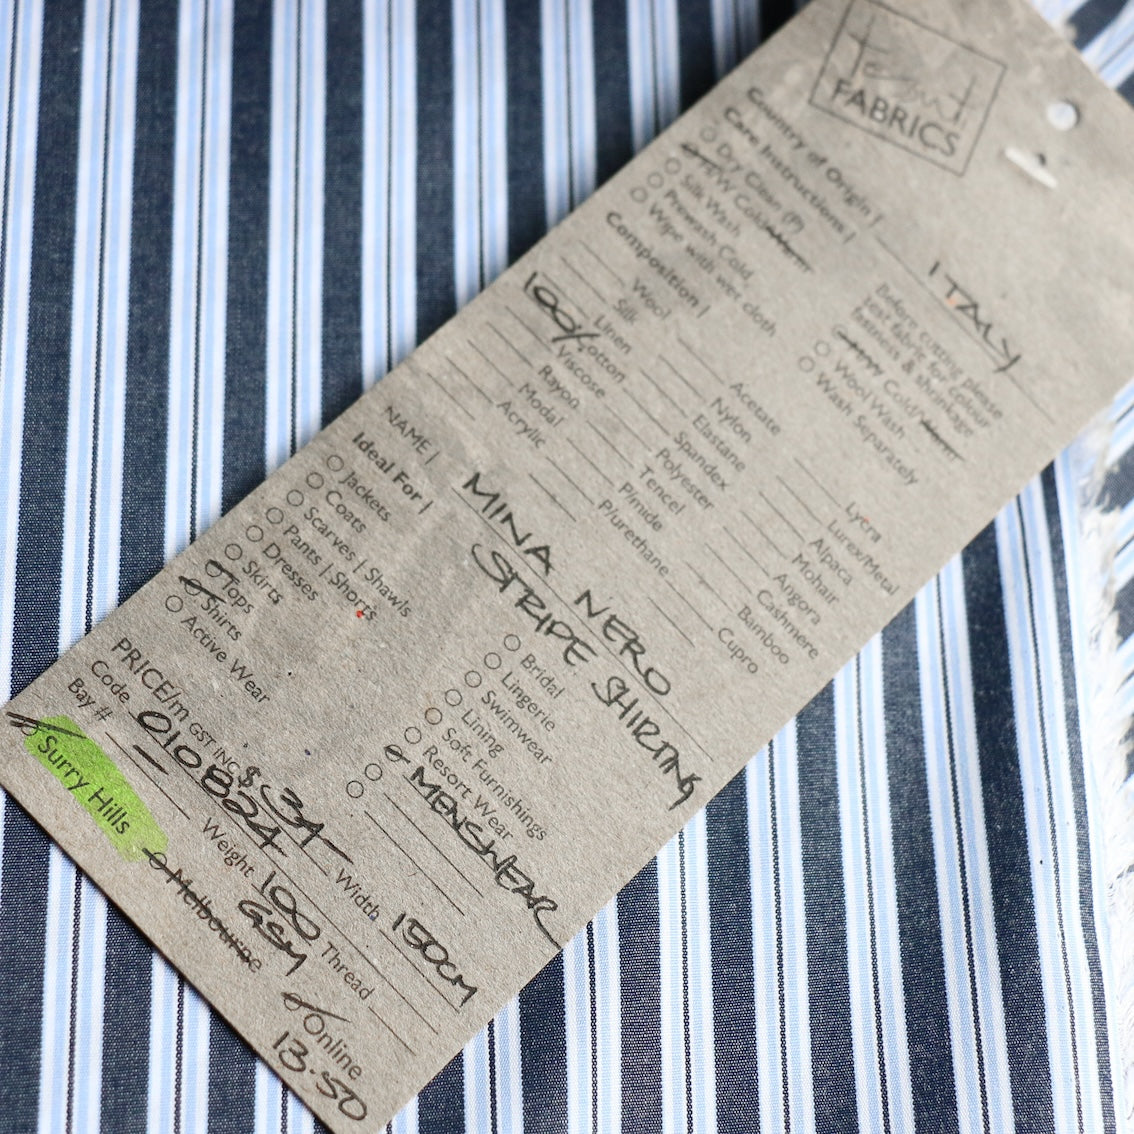 FABRICS
Country of Origin | ITALY
Care Instructions |
Dry Clean (P)
H/W Cold/Warm
Silk Wash
Prewash Cold
Wipe with wet cloth
Before cutting please
test fabric for colour
fastness & shrinkage
Cold/Warm
Wool Wash
Wash Separately
Composition |
Wool
Silk
Linen
100% Cotton
Viscose
Rayon
Modal
Acrylic
Acetate
Nylon
Elastane
Spandex
Polyester
Tencel
P/mide
P/urethane
Lycra
Lurex/Metal
Alpaca
Mohair
Angora
Cashmere
Bamboo
Cupro
NAME | MINA NERO
STRIPE SHIRTING
Ideal For |
Jackets
Coats
Scarves | Shawls
Pants | Shorts
Dresses
Skirts
Tops
Shirts
Active Wear
Bridal
Lingerie
Swimwear
Lining
Soft Furnishings
Resort Wear
MENSWEAR
PRICE/m GST INC $ 34- Width 150CM
Code 010824 Weight 100 GSM Thread
Bay #
Surry Hills
Melbourne
Online
13.50